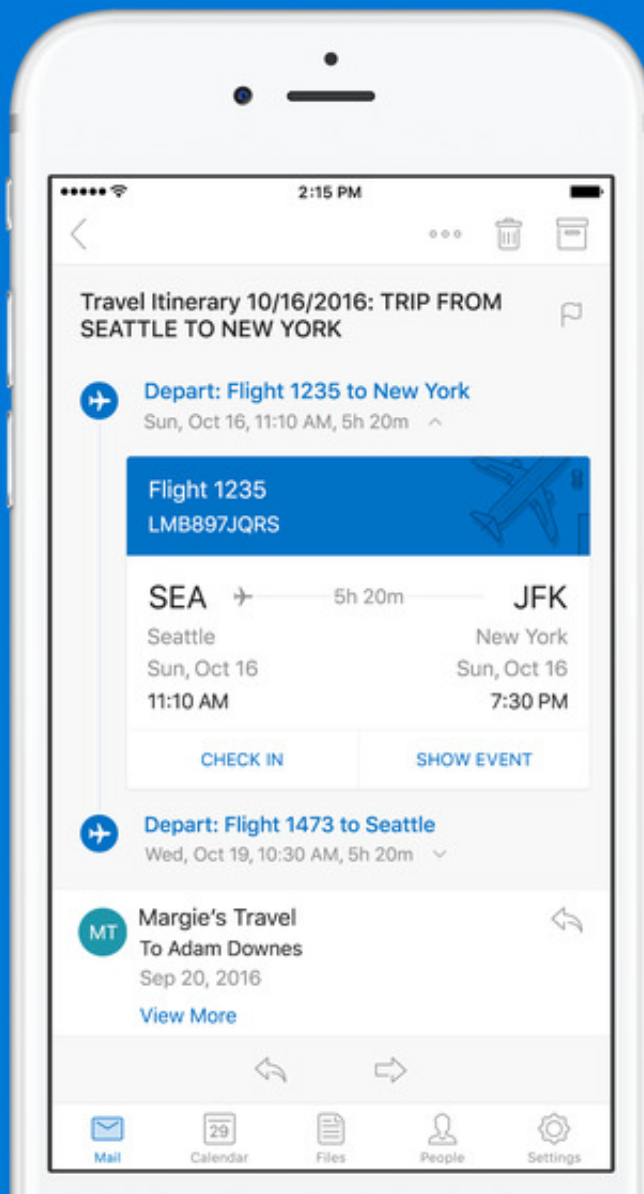 2:15 PM
Travel Itinerary 10/16/2016: TRIP FROM
SEATTLE TO NEW YORK
Depart: Flight 1235 to New York
Sun, Oct 16, 11:10 AM, 5h 20m
Flight 1235
LMB897JQRS
SEA 5h 20m JFK
Seattle New York
Sun, Oct 16 Sun, Oct 16
11:10 AM 7:30 PM
CHECK IN SHOW EVENT
Depart: Flight 1473 to Seattle
Wed, Oct 19, 10:30 AM, 5h 20m
MT Margie's Travel
To Adam Downes
Sep 20, 2016
View More
29
Mail Calendar Files People Settings